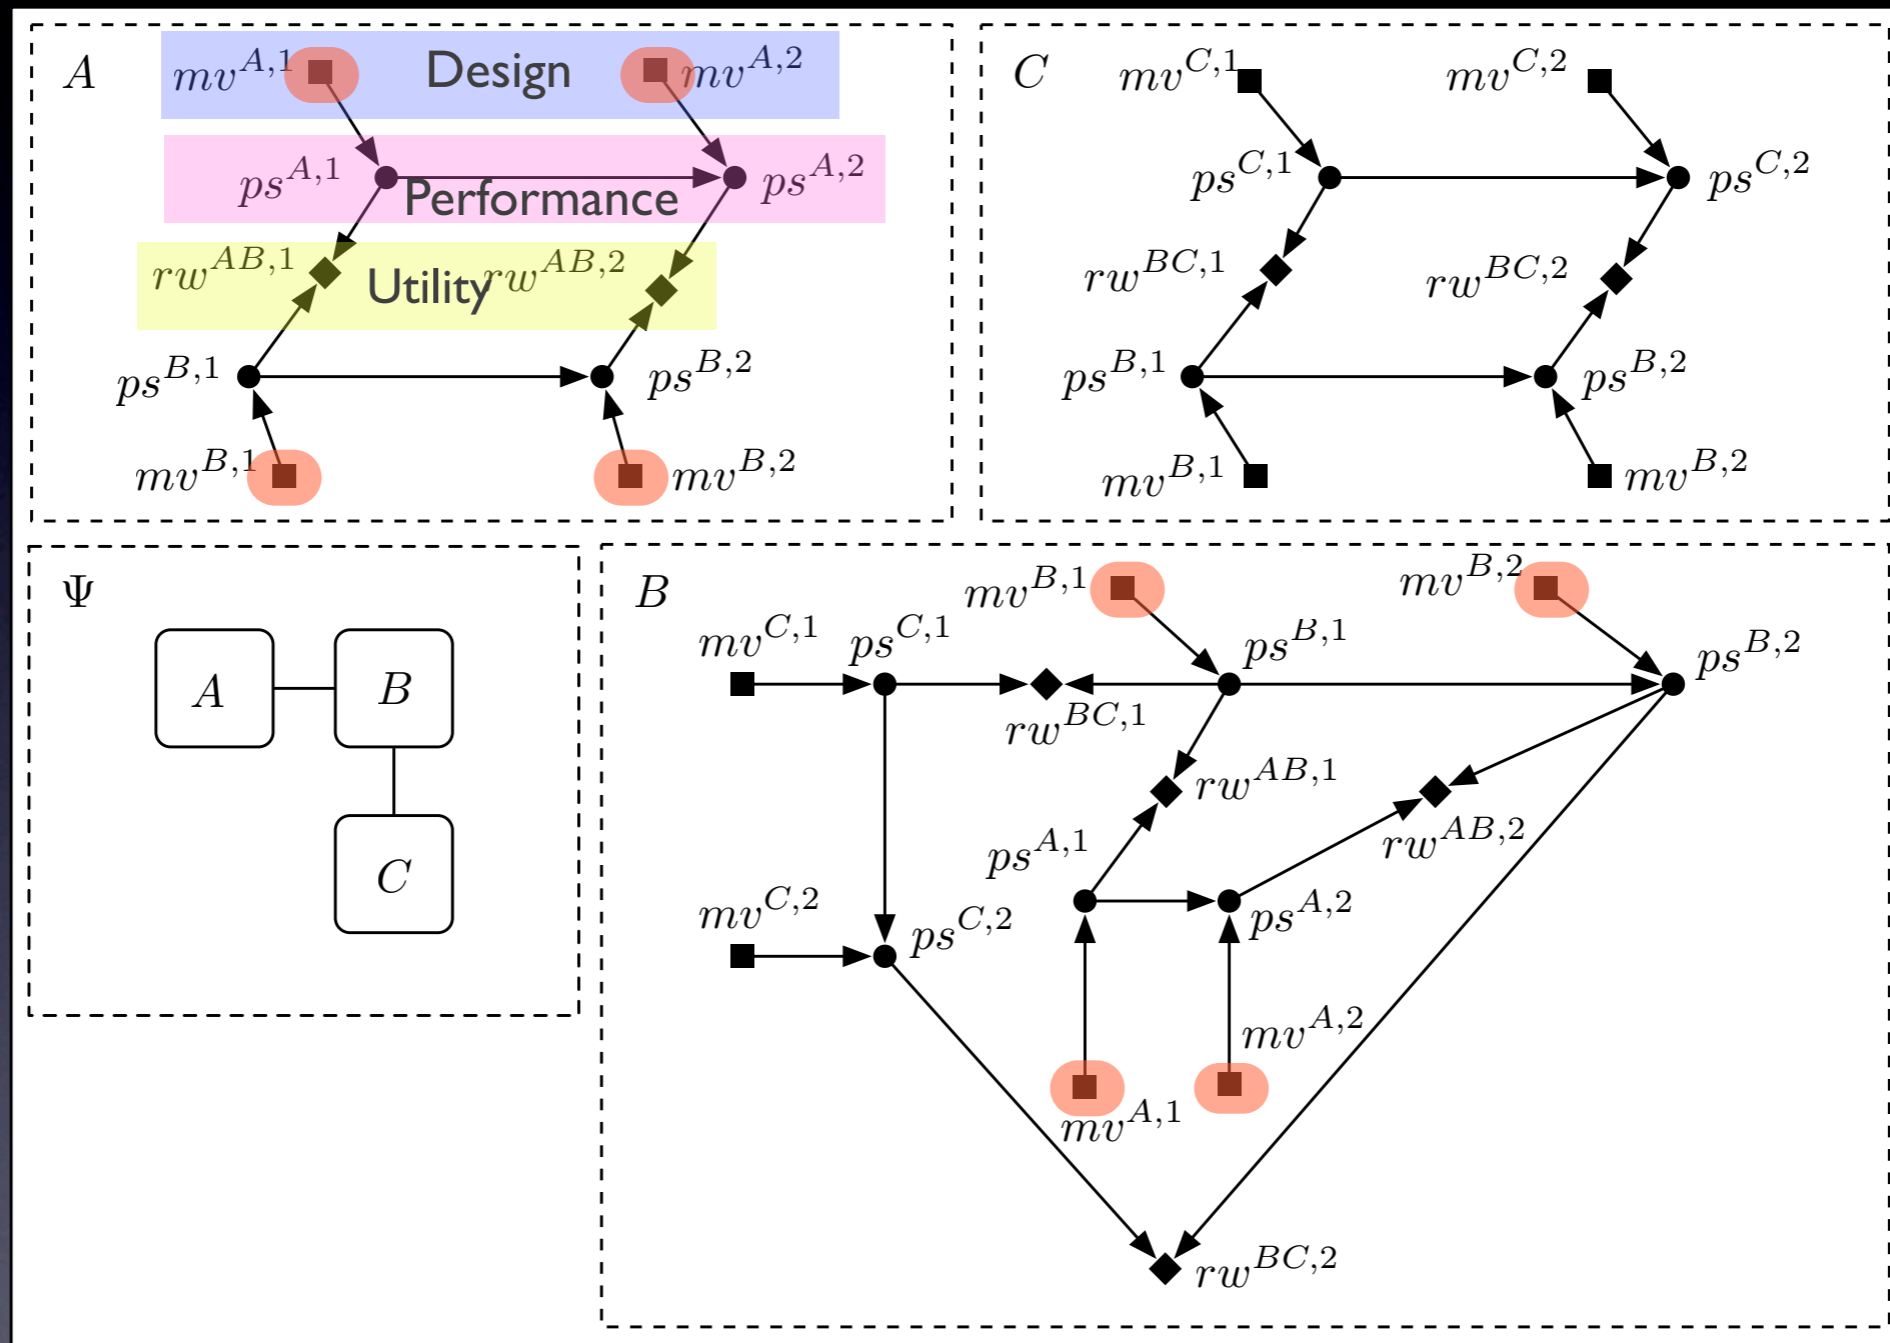 A
mv^{A,1} Design mv^{A,2}
ps^{A,1} Performance ps^{A,2}
rw^{AB,1} Utility rw^{AB,2}
ps^{B,1} ps^{B,2}
mv^{B,1} mv^{B,2}
C
mv^{C,1} mv^{C,2}
ps^{C,1} ps^{C,2}
rw^{BC,1} rw^{BC,2}
ps^{B,1} ps^{B,2}
mv^{B,1} mv^{B,2}
Ψ
A B
C
B
mv^{B,1} mv^{B,2}
mv^{C,1} ps^{C,1} ps^{B,1} ps^{B,2}
rw^{BC,1}
rw^{AB,1}
ps^{A,1} rw^{AB,2}
mv^{C,2} ps^{C,2} ps^{A,2}
mv^{A,2}
mv^{A,1}
rw^{BC,2}